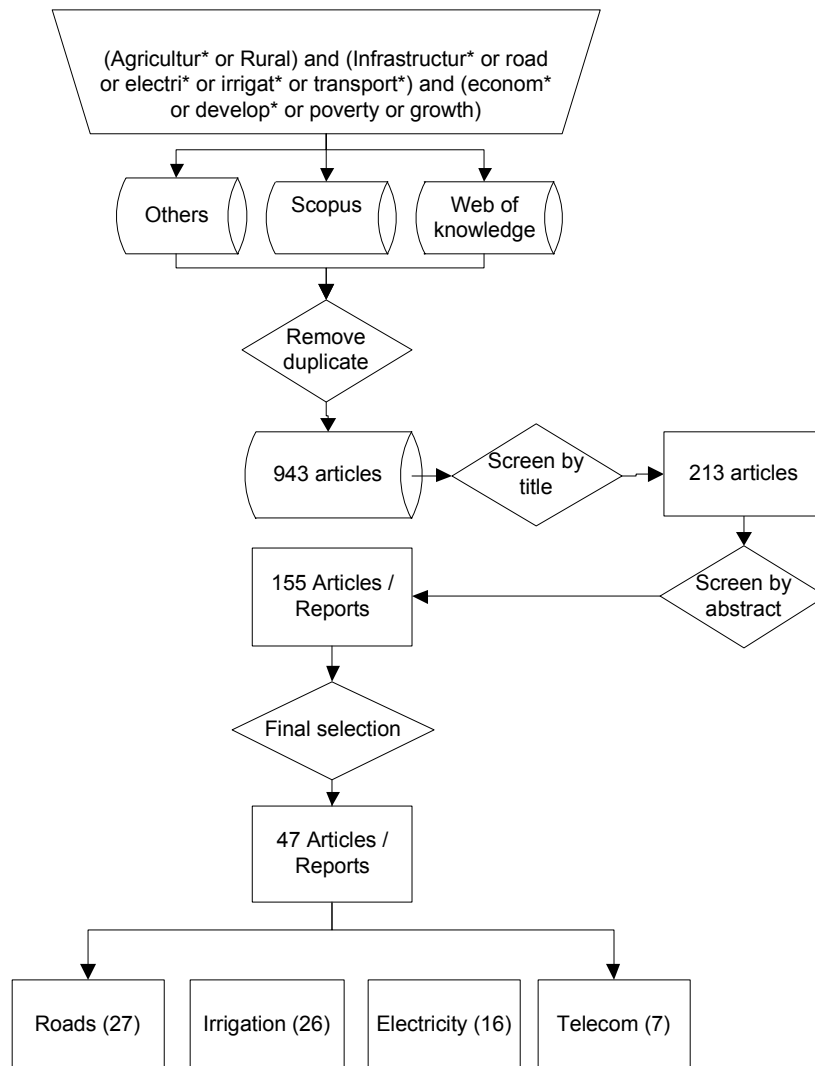 (Agricultur* or Rural) and (Infrastructur* or road
or electri* or irrigat* or transport*) and (econom*
or develop* or poverty or growth)
Others
Scopus
Web of
knowledge
Remove
duplicate
943 articles
Screen by
title
213 articles
155 Articles /
Reports
Screen by
abstract
Final selection
47 Articles /
Reports
Roads (27)
Irrigation (26)
Electricity (16)
Telecom (7)